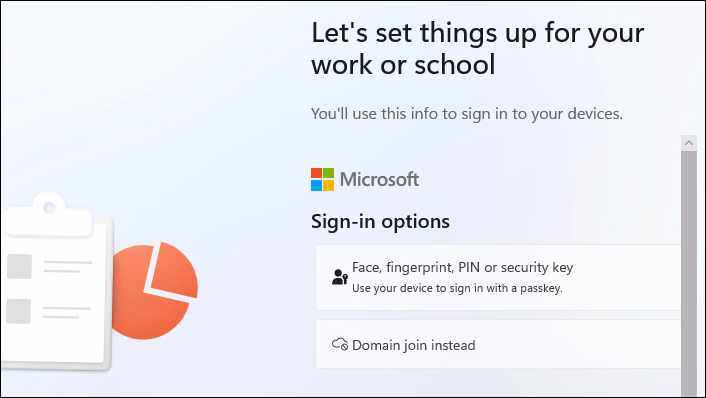 Let's set things up for your
work or school
You'll use this info to sign in to your devices.
Microsoft
Sign-in options
Face, fingerprint, PIN or security key
Use your device to sign in with a passkey.
Domain join instead